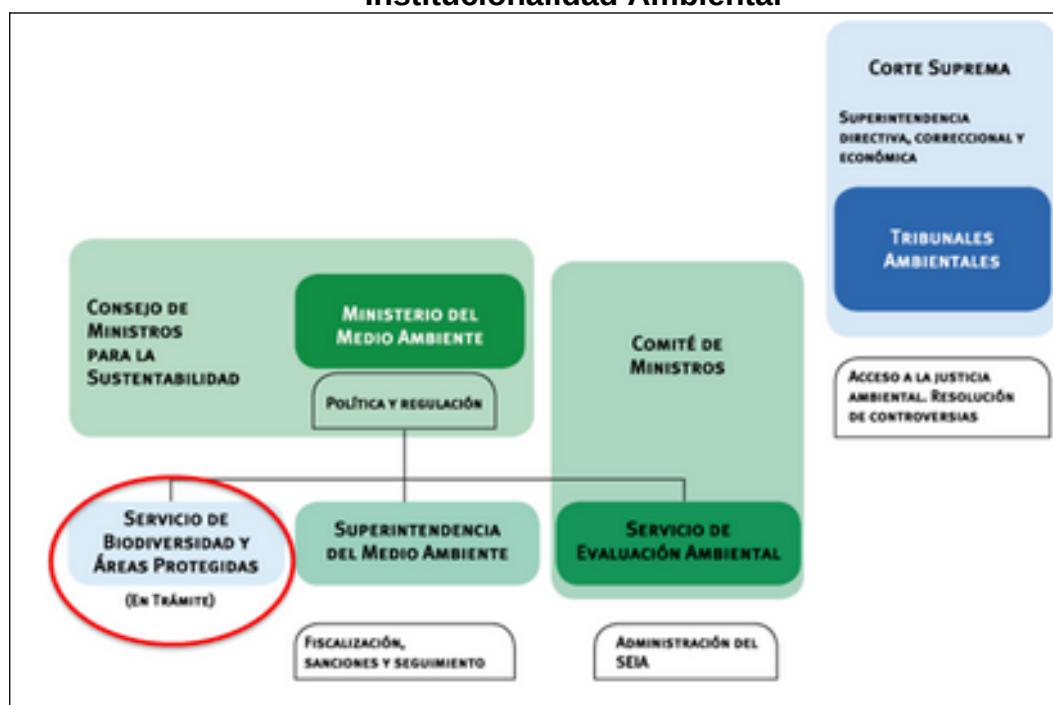 Institucionalidad Ambiental
CORTE SUPREMA
SUPERINTENDENCIA
DIRECTIVA, CORRECCIONAL Y
ECONÓMICA
TRIBUNALES
AMBIENTALES
ACCESO A LA JUSTICIA
AMBIENTAL. RESOLUCIÓN
DE CONTROVERSIAS
CONSEJO DE
MINISTROS
PARA LA
SUSTENTABILIDAD
MINISTERIO DEL
MEDIO AMBIENTE
POLÍTICA Y REGULACIÓN
COMITÉ DE
MINISTROS
SERVICIO DE
BIODIVERSIDAD Y
ÁREAS PROTEGIDAS
(EN TRÁMITE)
SUPERINTENDENCIA
DEL MEDIO AMBIENTE
FISCALIZACIÓN,
SANCIONES Y SEGUIMIENTO
SERVICIO DE
EVALUACIÓN AMBIENTAL
ADMINISTRACIÓN DEL
SEIA